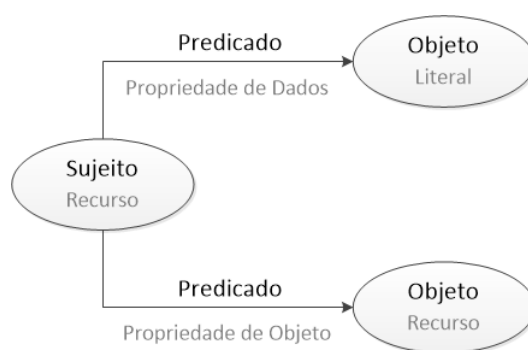 Predicado
Propriedade de Dados
Objeto
Literal
Sujeito
Recurso
Predicado
Propriedade de Objeto
Objeto
Recurso